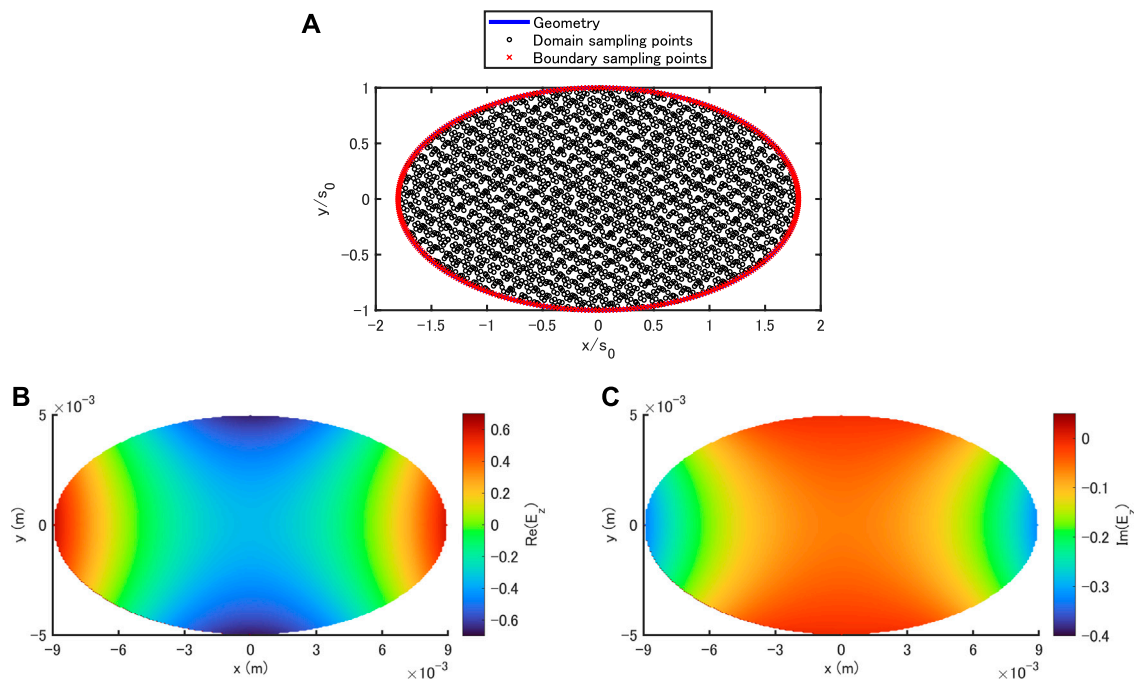 A
Geometry
Domain sampling points
Boundary sampling points
1
0.5
0
−0.5
−1
y/s0
−2 −1.5 −1 −0.5 0 0.5 1 1.5 2
x/s0
B
×10−3
5
0
−5
y (m)
−9 −6 −3 0 3 6 9
x (m)
×10−3
0.6
0.4
0.2
0
−0.2
−0.4
−0.6
Re(Ez)
C
×10−3
5
0
−5
y (m)
−9 −6 −3 0 3 6 9
x (m)
×10−3
0
−0.1
−0.2
−0.3
−0.4
Im(Ez)